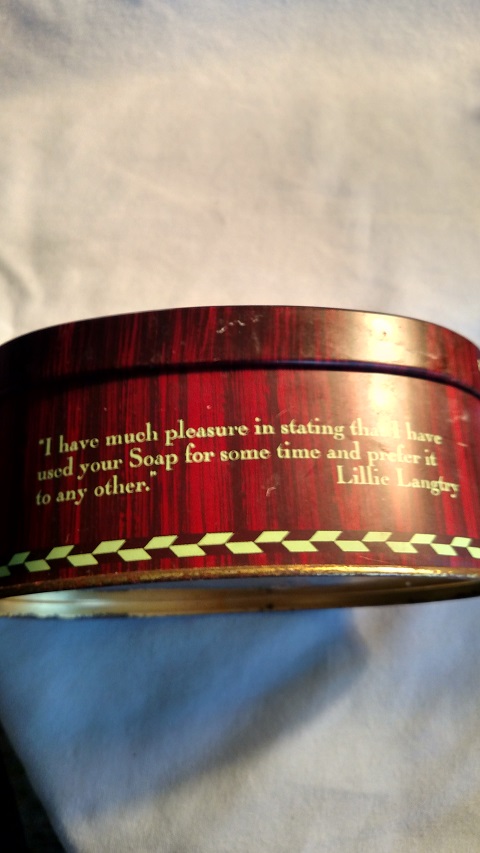 "I have much pleasure in stating that I have
used your Soap for some time and prefer it
to any other."
Lillie Langtry